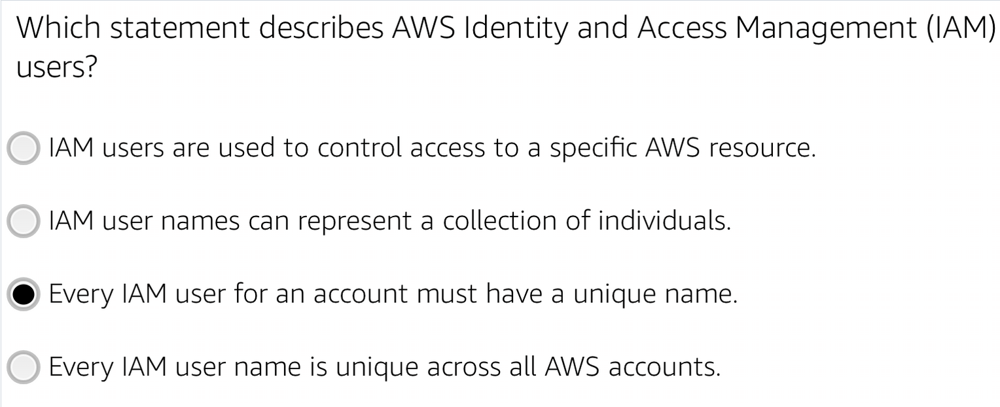 Which statement describes AWS Identity and Access Management (IAM)
users?
IAM users are used to control access to a specific AWS resource.
IAM user names can represent a collection of individuals.
Every IAM user for an account must have a unique name.
Every IAM user name is unique across all AWS accounts.